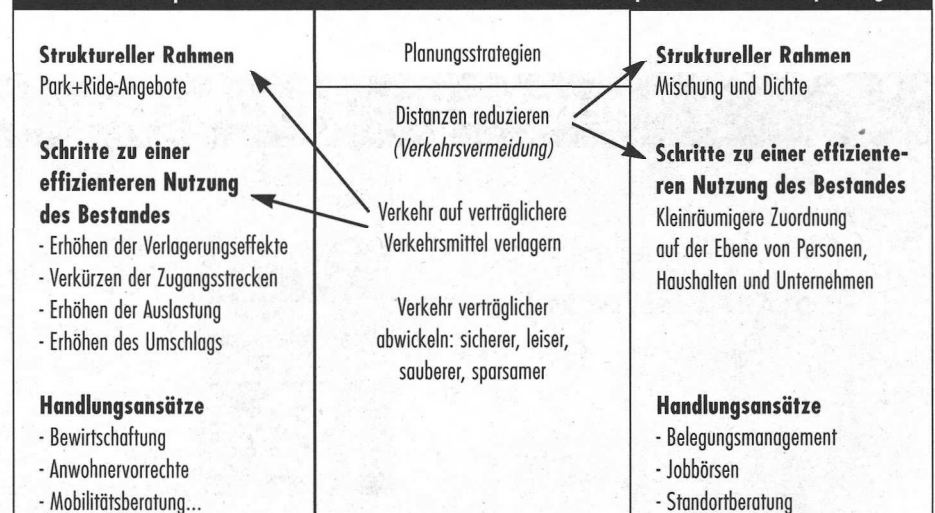 Struktureller Rahmen
Park+Ride-Angebote
Schritte zu einer
effizienteren Nutzung
des Bestandes
- Erhöhen der Verlagerungseffekte
- Verkürzen der Zugangsstrecken
- Erhöhen der Auslastung
- Erhöhen des Umschlags
Handlungsansätze
- Bewirtschaftung
- Anwohnervorrechte
- Mobilitätsberatung...
Planungsstrategien
Distanzen reduzieren
(Verkehrsvermeidung)
Verkehr auf verträglichere
Verkehrsmittel verlagern
Verkehr verträglicher
abwickeln: sicherer, leiser,
sauberer, sparsamer
Struktureller Rahmen
Mischung und Dichte
Schritte zu einer effiziente-
ren Nutzung des Bestandes
Kleinräumigere Zuordnung
auf der Ebene von Personen,
Haushalten und Unternehmen
Handlungsansätze
- Belegungsmanagement
- Jobbörsen
- Standortberatung